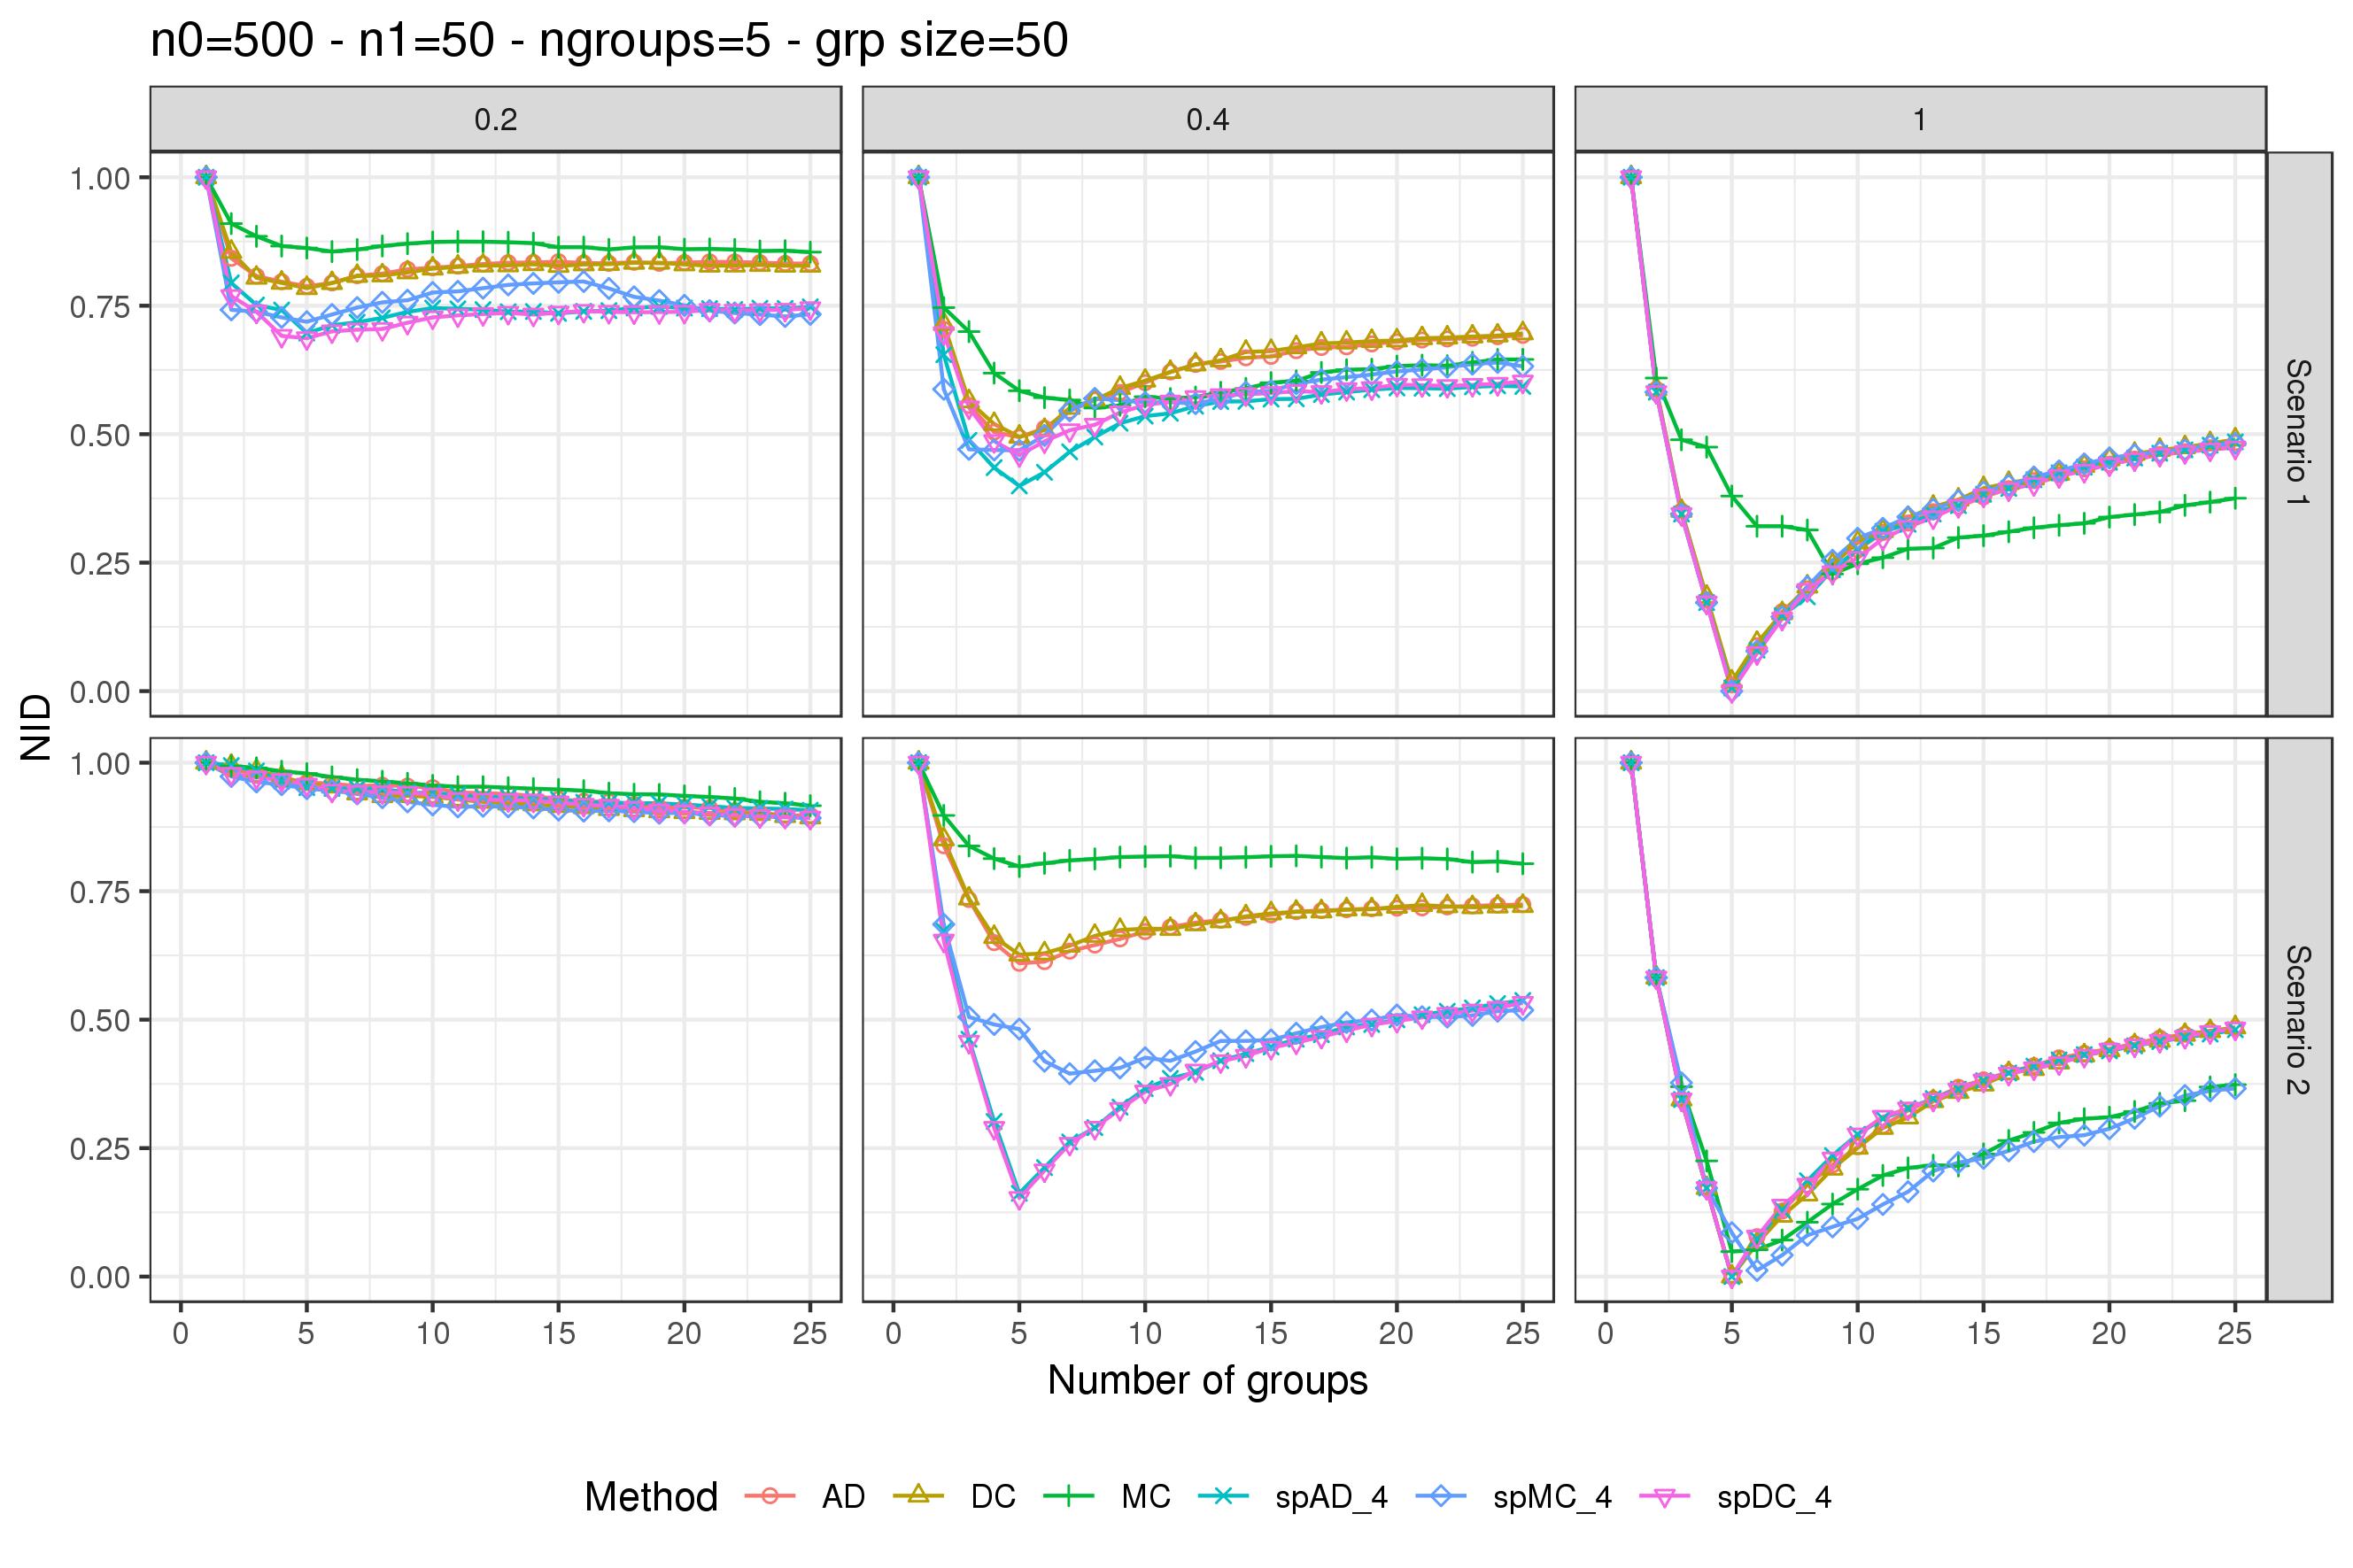 n0=500 - n1=50 - ngroups=5 - grp size=50
0.2 0.4 1
1.00
0.75
0.50
0.25
0.00
Scenario 1
NID
1.00
0.75
0.50
0.25
0.00
Scenario 2
0 5 10 15 20 25 0 5 10 15 20 25 0 5 10 15 20 25
Number of groups
Method AD DC MC spAD_4 spMC_4 spDC_4